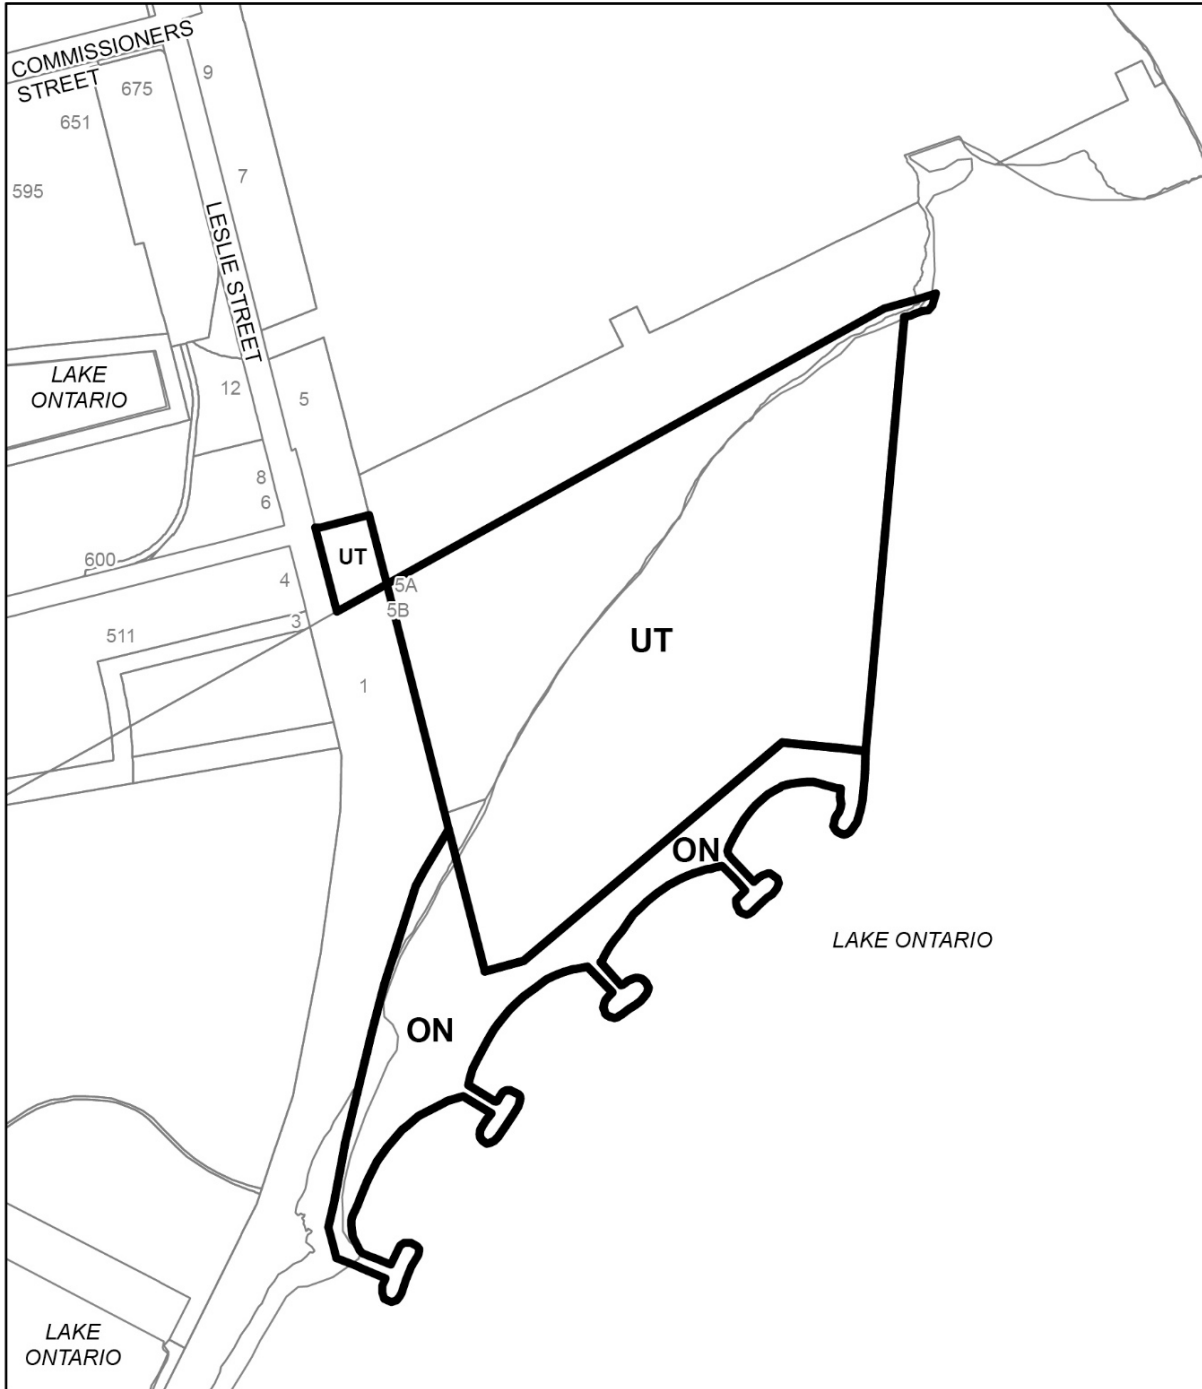 COMMISSIONERS
STREET
9
675
651
7
595
LESLIE STREET
LAKE
ONTARIO
12
5
8
6
UT
600
4
5A
5B
3
511
UT
1
ON
LAKE ONTARIO
ON
LAKE
ONTARIO